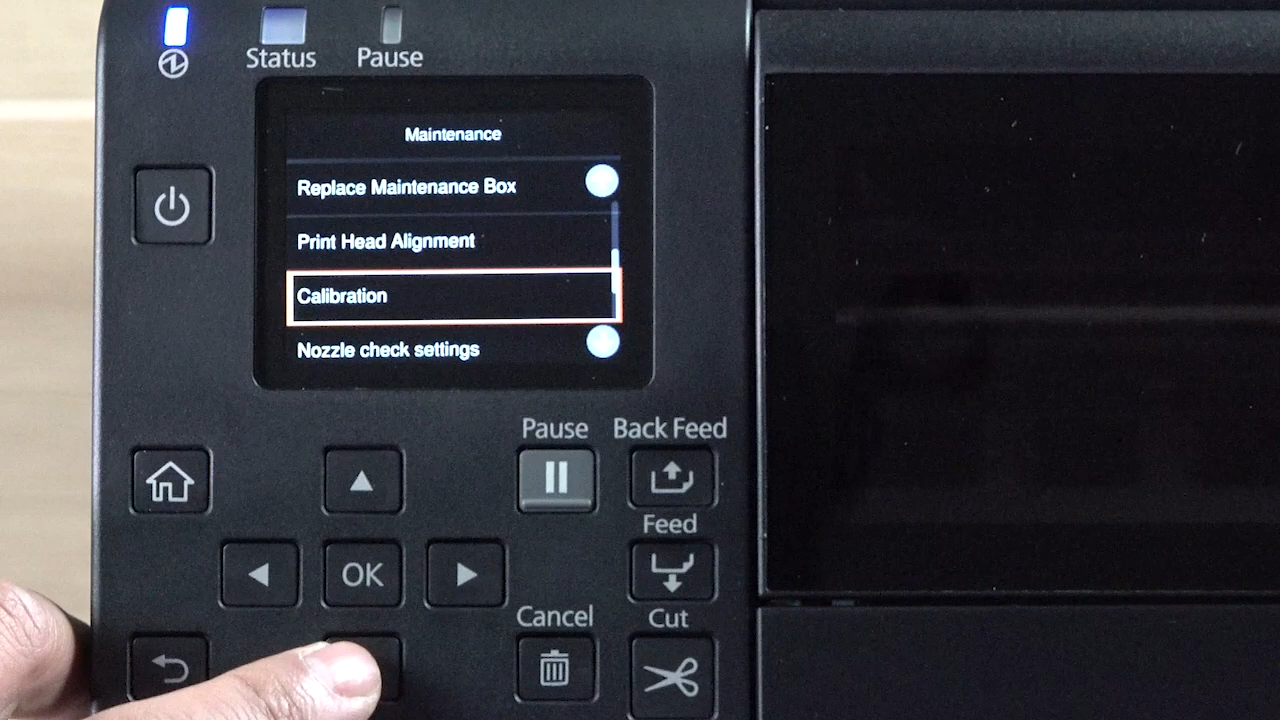 Status Pause
Maintenance
Replace Maintenance Box
Print Head Alignment
Calibration
Nozzle check settings
Pause Back Feed
Feed
OK
Cancel Cut